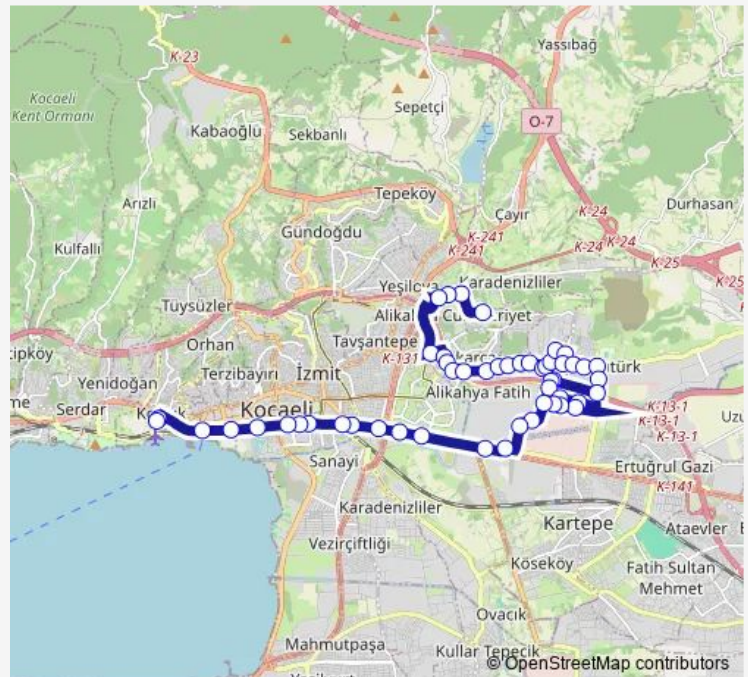 Yassıbağ
K-23
Kocaeli
Kent Ormanı
Sepetçi
O-7
Kabaoğlu
Sekbanlı
Tepeköy
Arızlı
Durhasan
Çayır
K-24
Gündoğdu
K-241
K-241
K-24
K-24
Kulfallı
K-25
K-25
Yeşilova
Karadenizliler
Tuysüzler
Alikahya Cumhuriyet
Tavşantepe
Orhan
K-131
Terzibayırı
İzmit
Yenidoğan
Alikahya Fatih
Serdar
Kocaeli
K-13-1
K-13-1
K-13-1
Sanayi
Ertuğrul Gazi
K-141
Karadenizliler
Kartepe
Ataevler
Vezirçiftliği
Köseköy
Fatih Sultan
Mehmet
Ovacık
Mahmutpaşa
Kullar Tepecik
© OpenStreetMap contributors